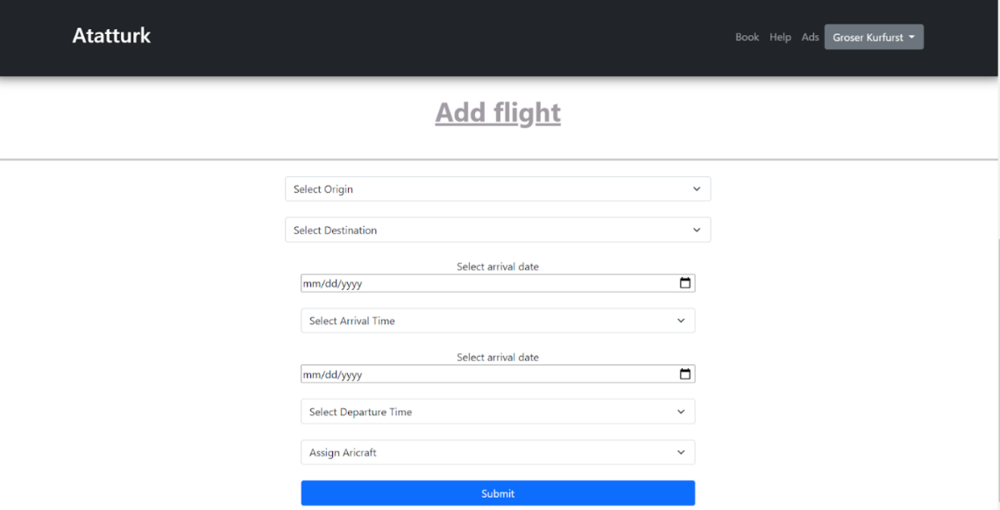 Atatturk
Book Help Ads Groser Kurfurst
Add flight
Select Origin
Select Destination
Select arrival date
mm/dd/yyyy
Select Arrival Time
Select arrival date
mm/dd/yyyy
Select Departure Time
Assign Aricraft
Submit